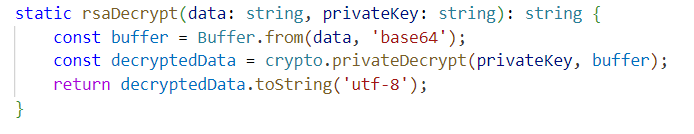 static rsaDecrypt(data: string, privateKey: string): string {
    const buffer = Buffer.from(data, 'base64');
    const decryptedData = crypto.privateDecrypt(privateKey, buffer);
    return decryptedData.toString('utf-8');
}